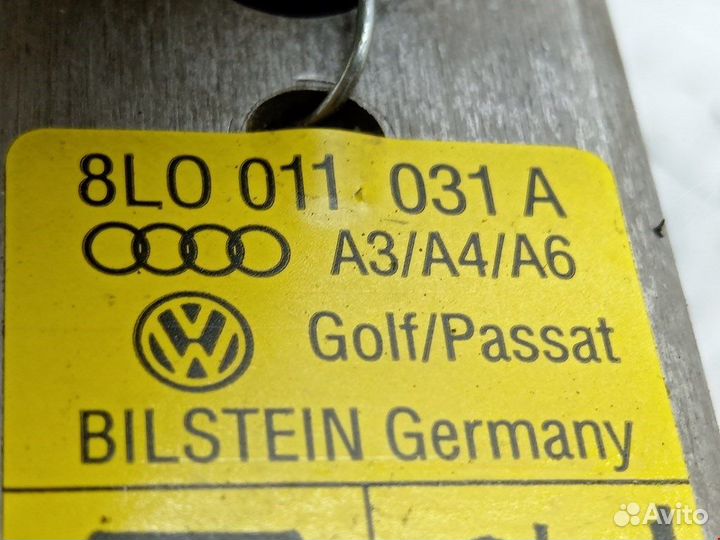 8L0 011 031 A
A3/A4/A6
Golf/Passat
BILSTEIN Germany
Avito